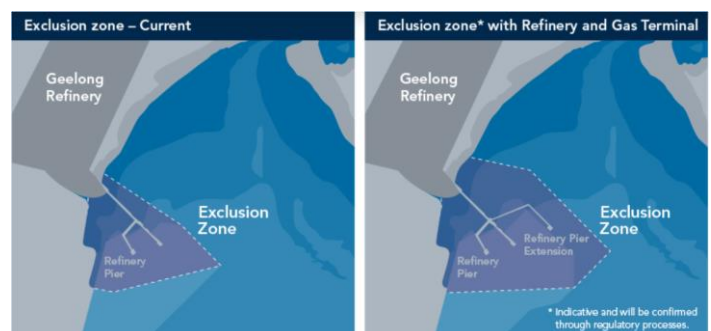 Exclusion zone – Current
Geelong
Refinery
Exclusion
Zone
Refinery
Pier
Exclusion zone* with Refinery and Gas Terminal
Geelong
Refinery
Exclusion
Zone
Refinery Pier
Extension
Refinery
Pier
* Indicative and will be confirmed
through regulatory processes.